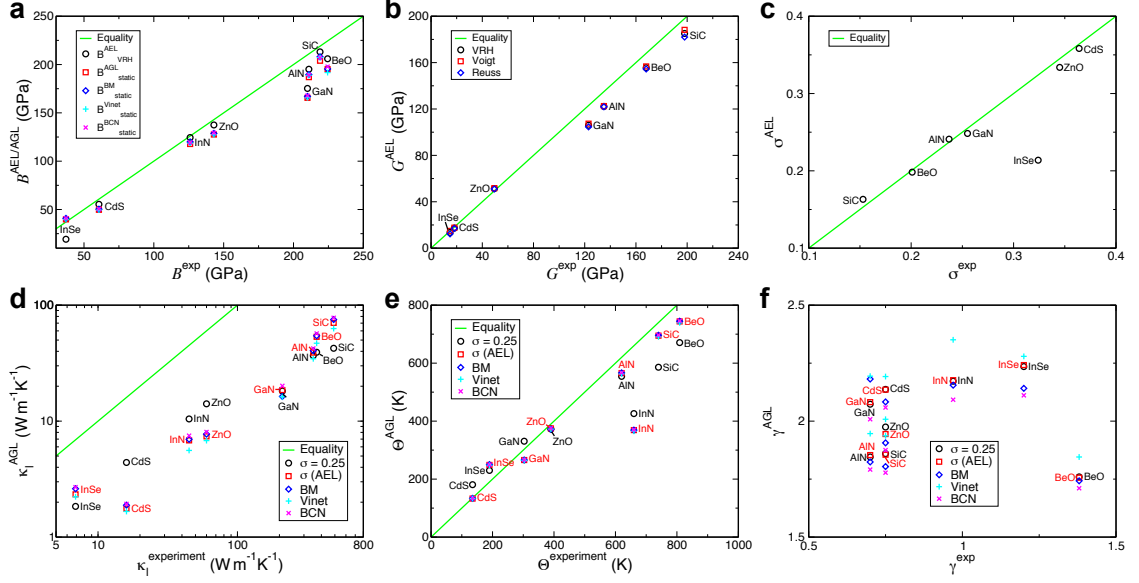 a
250
200
150
100
50
B^AEL/AGL (GPa)
Equality
B^AEL_VRH
B^AGL_static
B^BM_static
B^Vinet_static
B^BCN_static
SiC
BeO
AlN
GaN
ZnO
InN
CdS
InSe
50 100 150 200 250
B^exp (GPa)
b
200
160
120
80
40
0
G^AEL (GPa)
Equality
VRH
Voigt
Reuss
SiC
BeO
AlN
GaN
ZnO
InSe
CdS
0 40 80 120 160 200 240
G^exp (GPa)
c
0.4
0.3
0.2
0.1
σ^AEL
Equality
CdS
ZnO
AlN
GaN
InSe
BeO
SiC
0.1 0.2 0.3 0.4
σ^exp
d
100
10
1
κ_l^AGL (W m^-1 K^-1)
SiC
BeO
AlN
SiC
AlN
BeO
GaN
GaN
ZnO
InN
InN
ZnO
CdS
InSe
InSe
CdS
Equality
σ = 0.25
σ (AEL)
BM
Vinet
BCN
5 10 100 800
κ_l^experiment (W m^-1 K^-1)
e
1000
800
600
400
200
0
Θ^AGL (K)
Equality
σ = 0.25
σ (AEL)
BM
Vinet
BCN
BeO
SiC
BeO
AlN
AlN
SiC
InN
ZnO
InN
GaN
ZnO
InSe
InSe
GaN
CdS
CdS
0 200 400 600 800 1000
Θ^experiment (K)
f
2.5
2
1.5
γ^AGL
CdS
CdS
GaN
GaN
InN
InN
InSe
InSe
ZnO
ZnO
AlN
AlN
SiC
SiC
BeO
BeO
σ = 0.25
σ (AEL)
BM
Vinet
BCN
0.5 1 1.5
γ^exp